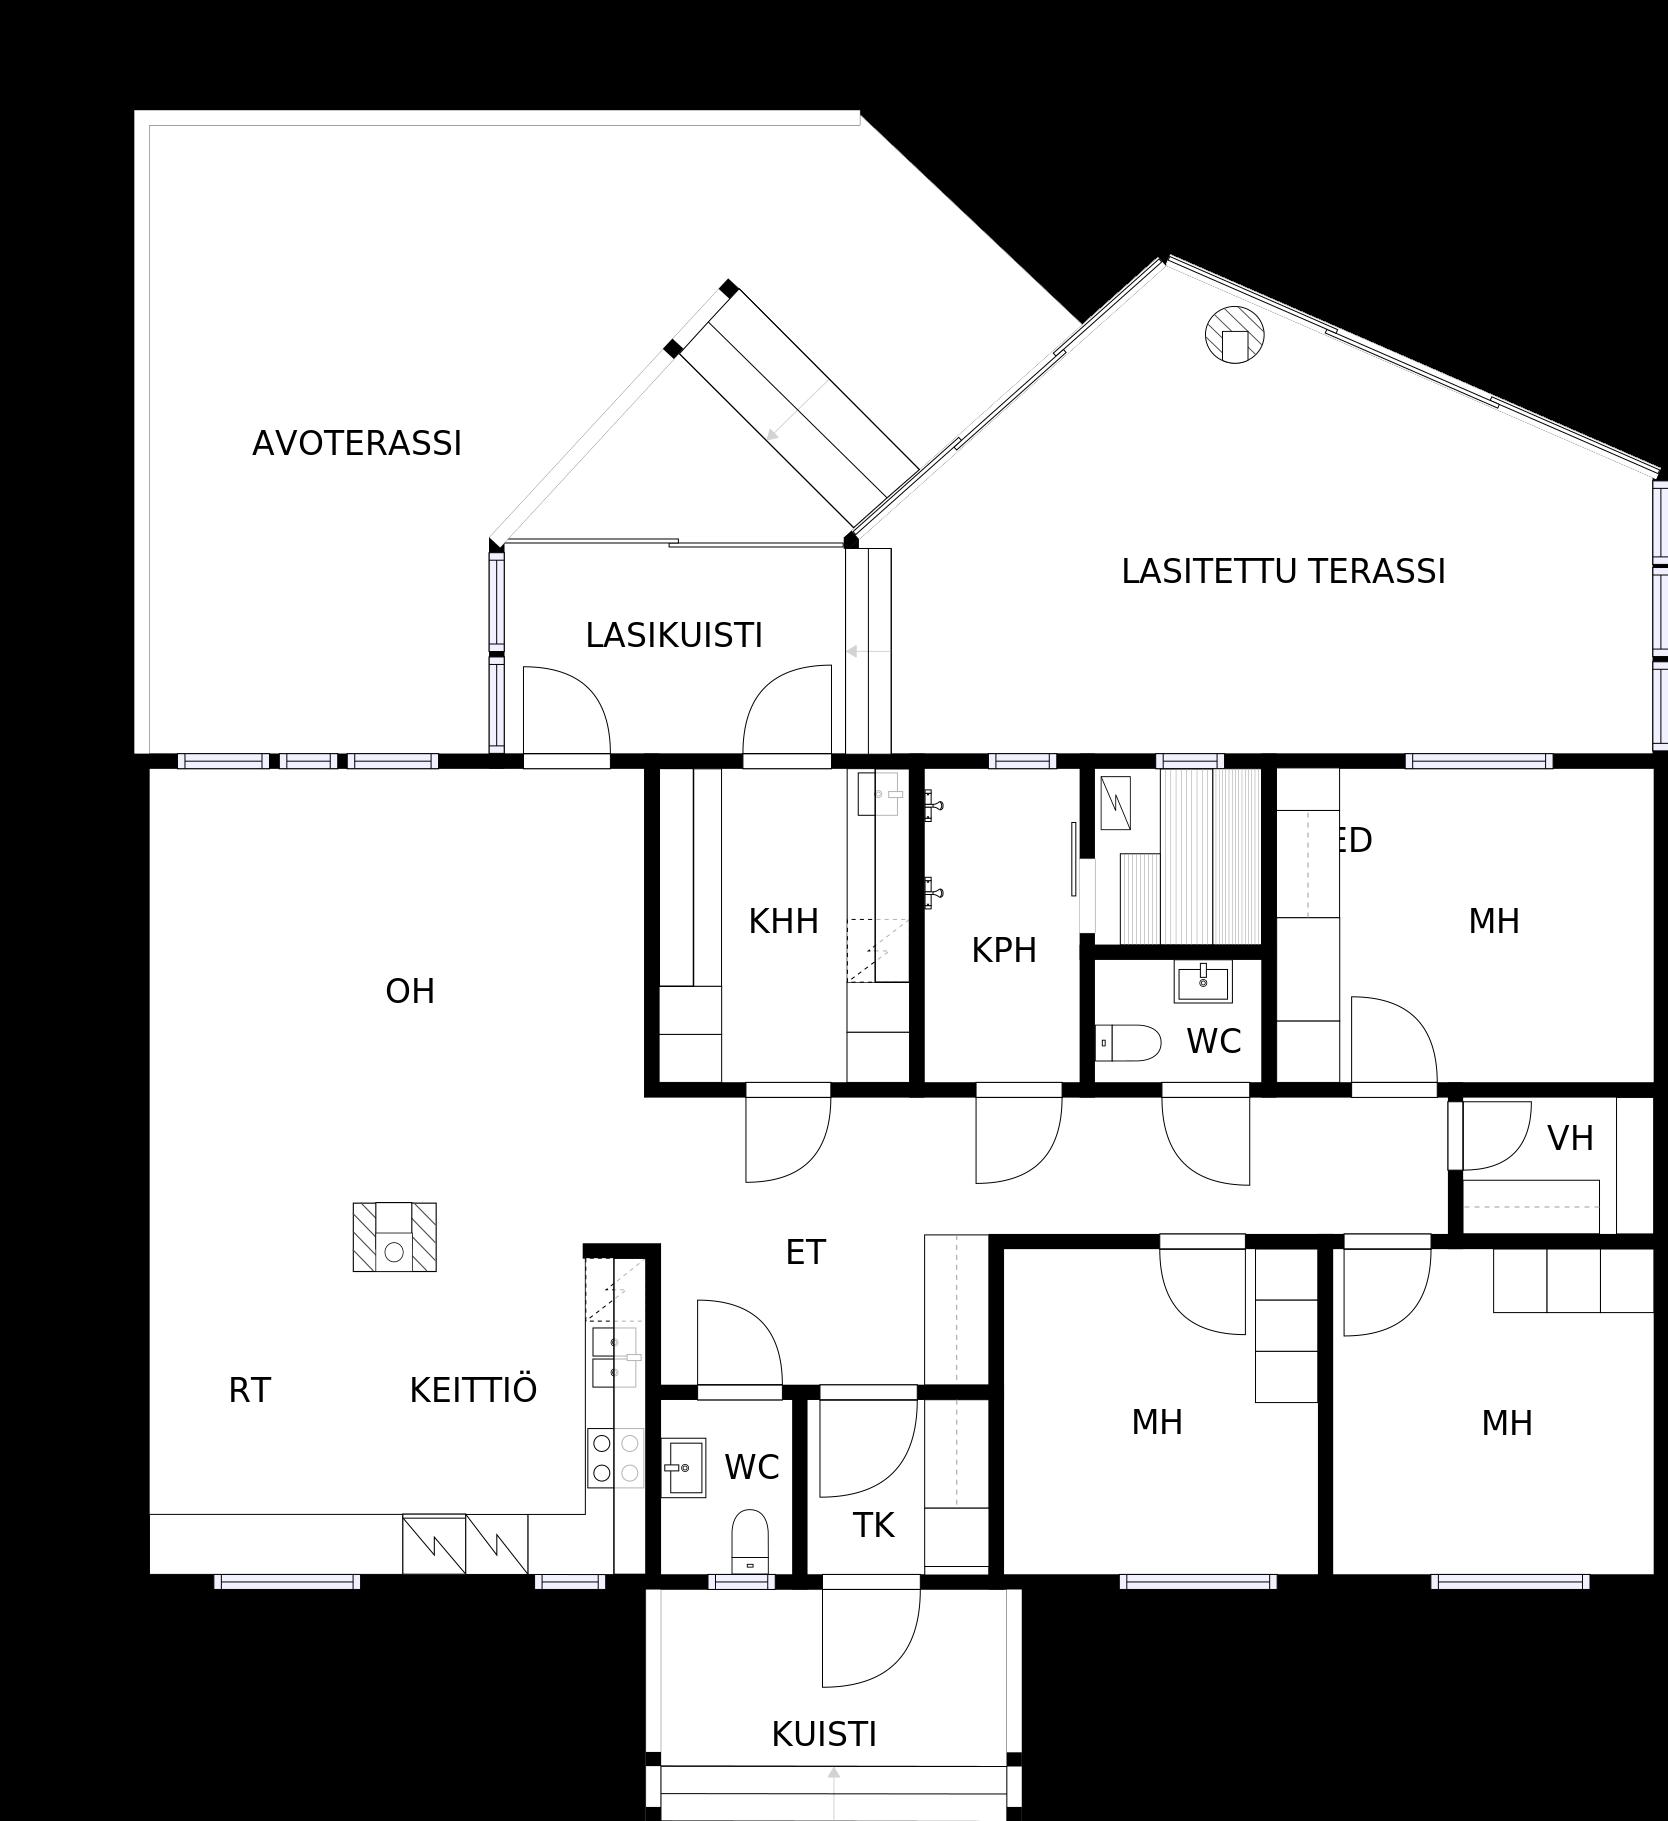 AVOTERASSI
LASITETTU TERASSI
LASIKUISTI
ED
KHH
MH
KPH
OH
WC
VH
ET
RT
KEITTIÖ
MH
MH
WC
TK
KUISTI